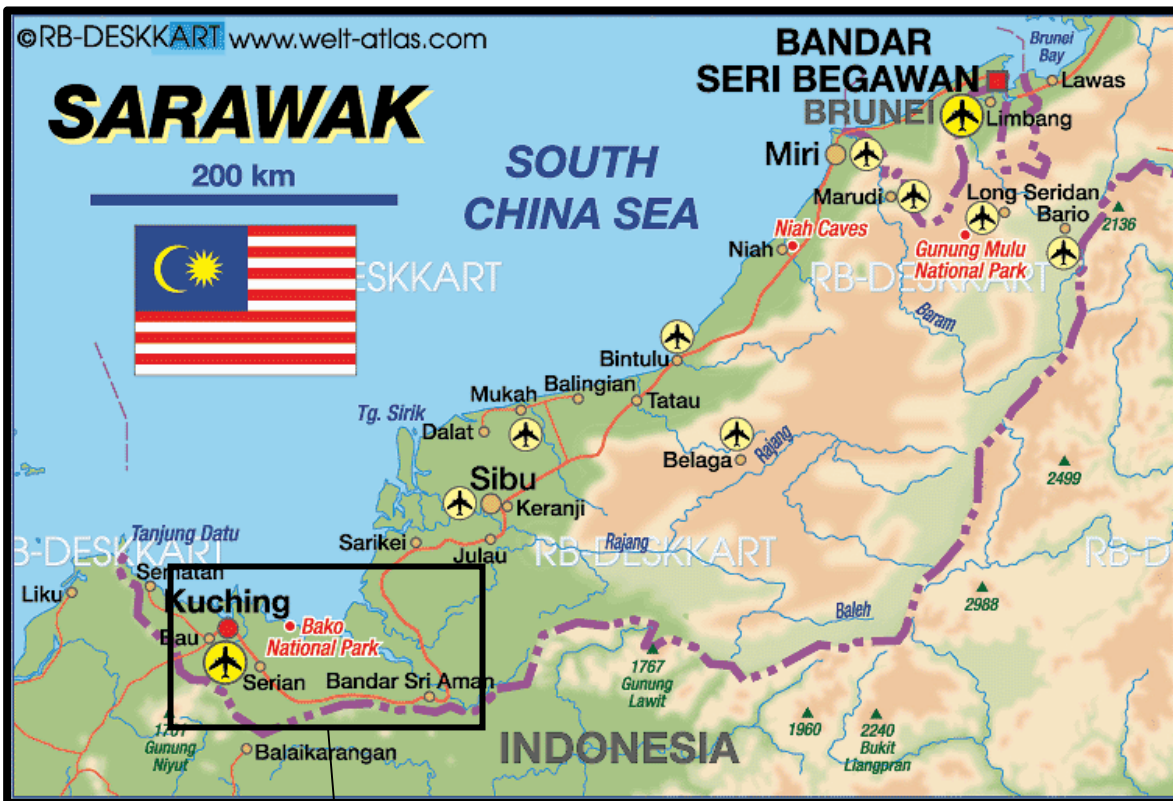 ©RB-DESKKART www.welt-atlas.com
SARAWAK
200 km
SOUTH
CHINA SEA
BANDAR
SERI BEGAWAN
BRUNEI
Brunei
Bay
Lawas
Limbang
Miri
Marudi
Long Seridan
Bario
2136
Niah Caves
Niah
Gunung Mulu
National Park
ESKKART
RB-DESKKART
Baram
Bintulu
Balingian
Mukah
Tatau
Tg. Sirik
Dalat
Belaga
Rajang
2499
Sibu
Keranji
Tanjung Datu
Sarikei
Julau
Rajang
B-DESKKART
RB-DESKKART
RB-D
Sematan
Liku
Kuching
Baleh
2988
Bau
Bako
National Park
Serian
Bandar Sri Aman
1767
Gunung
Lawit
1701
Gunung
Niyut
Balaikarangan
INDONESIA
1960
2240
Bukit
Llangpran